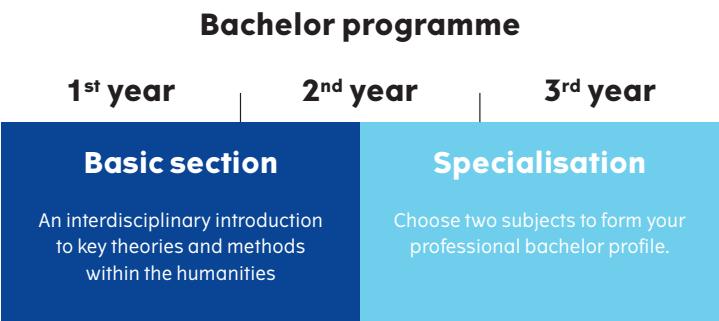 Bachelor programme
1st year 2nd year 3rd year
Basic section
An interdisciplinary introduction
to key theories and methods
within the humanities
Specialisation
Choose two subjects to form your
professional bachelor profile.